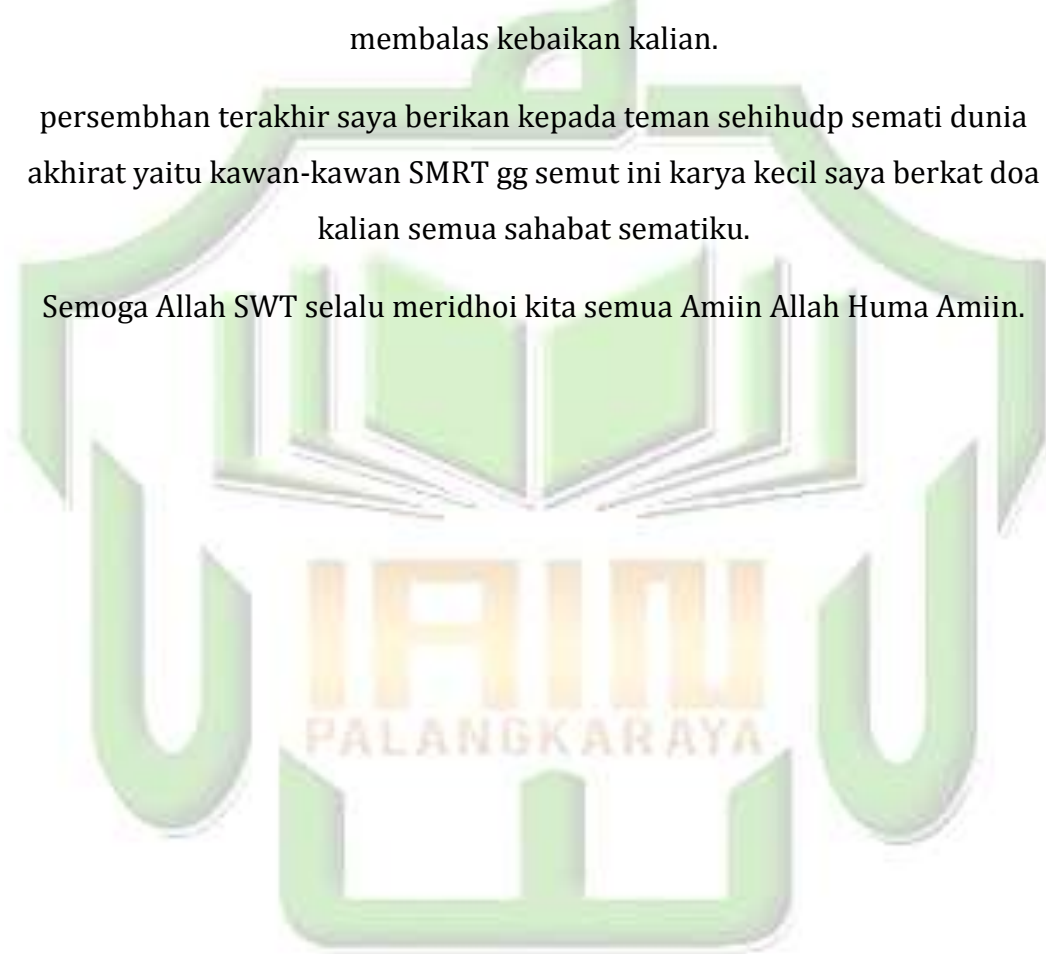 membalas kebaikan kalian.
persembhan terakhir saya berikan kepada teman sehihudp semati dunia
akhirat yaitu kawan-kawan SMRT gg semut ini karya kecil saya berkat doa
kalian semua sahabat sematiku.
Semoga Allah SWT selalu meridhoi kita semua Amiin Allah Huma Amiin.
IAIN
PALANGKARAYA